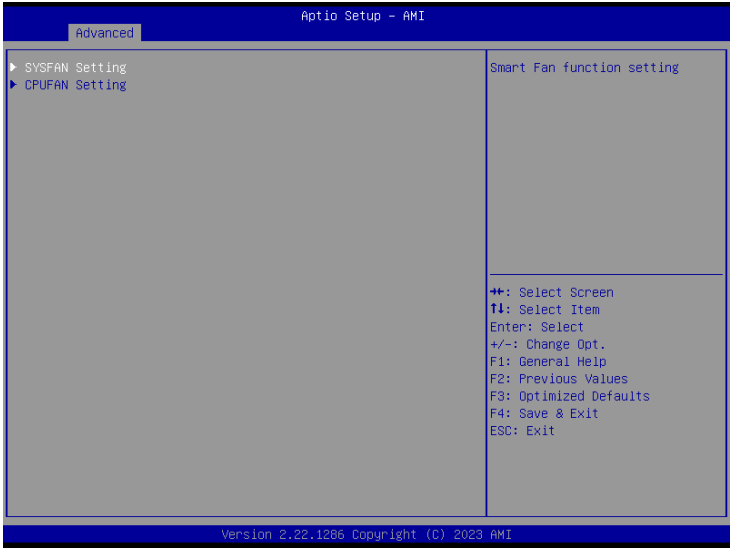 Aptio Setup – AMI
Advanced
▶ SYSFAN Setting
▶ CPUFAN Setting
Smart Fan function setting
→←: Select Screen
↑↓: Select Item
Enter: Select
+/-: Change Opt.
F1: General Help
F2: Previous Values
F3: Optimized Defaults
F4: Save & Exit
ESC: Exit
Version 2.22.1286 Copyright (C) 2023 AMI